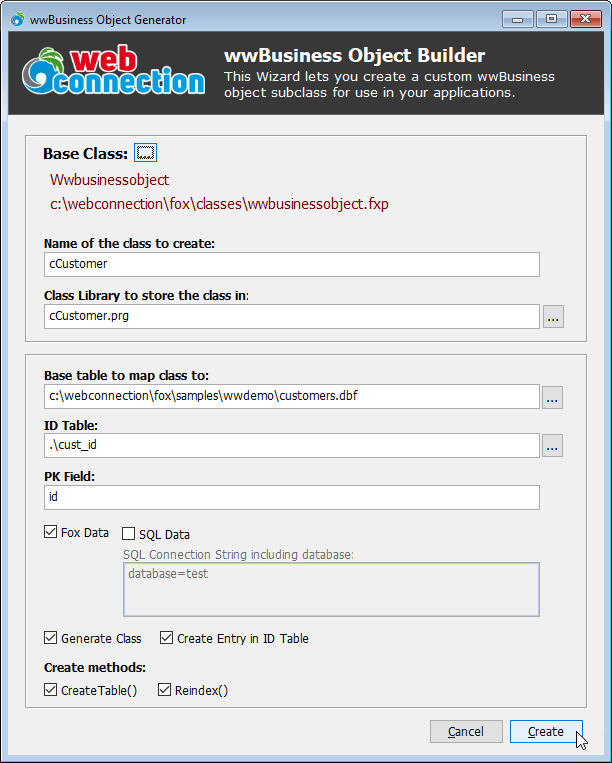 wwBusiness Object Generator
web connection
wwBusiness Object Builder
This Wizard lets you create a custom wwBusiness
object subclass for use in your applications.
Base Class: ...
Wwbusinessobject
c:\webconnection\fox\classes\wwbusinessobject.fxp
Name of the class to create:
cCustomer
Class Library to store the class in:
cCustomer.prg ...
Base table to map class to:
c:\webconnection\fox\samples\wwdemo\customers.dbf ...
ID Table:
.\cust_id ...
PK Field:
id
Fox Data SQL Data
SQL Connection String including database:
database=test
Generate Class Create Entry in ID Table
Create methods:
CreateTable() Reindex()
Cancel Create